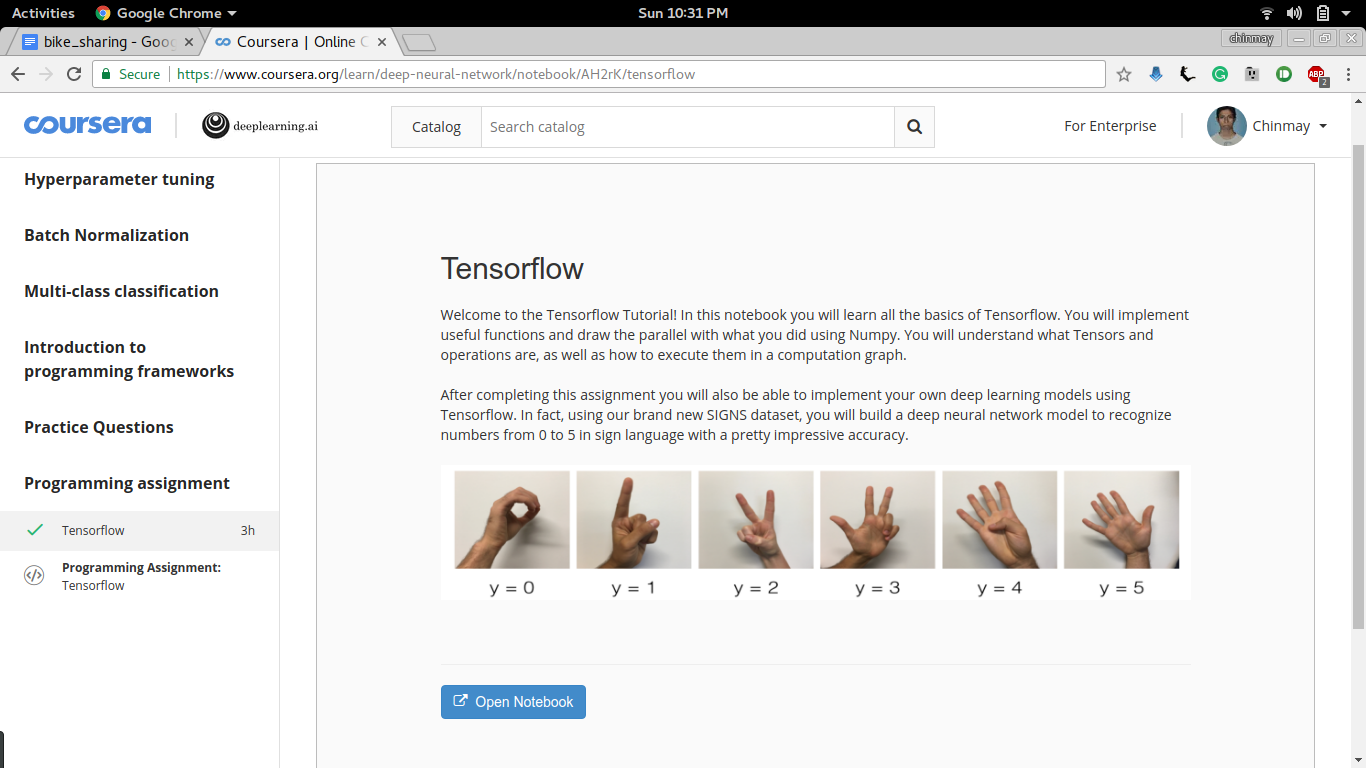 Activities Google Chrome Sun 10:31 PM
bike_sharing - Goog Coursera | Online C chinmay
Secure https://www.coursera.org/learn/deep-neural-network/notebook/AH2rK/tensorflow ABP 2
coursera deeplearning.ai Catalog Search catalog For Enterprise Chinmay
Hyperparameter tuning
Batch Normalization
Multi-class classification
Introduction to
programming frameworks
Practice Questions
Programming assignment
Tensorflow 3h
Programming Assignment:
Tensorflow
Tensorflow
Welcome to the Tensorflow Tutorial! In this notebook you will learn all the basics of Tensorflow. You will implement
useful functions and draw the parallel with what you did using Numpy. You will understand what Tensors and
operations are, as well as how to execute them in a computation graph.
After completing this assignment you will also be able to implement your own deep learning models using
Tensorflow. In fact, using our brand new SIGNS dataset, you will build a deep neural network model to recognize
numbers from 0 to 5 in sign language with a pretty impressive accuracy.
y = 0 y = 1 y = 2 y = 3 y = 4 y = 5
Open Notebook